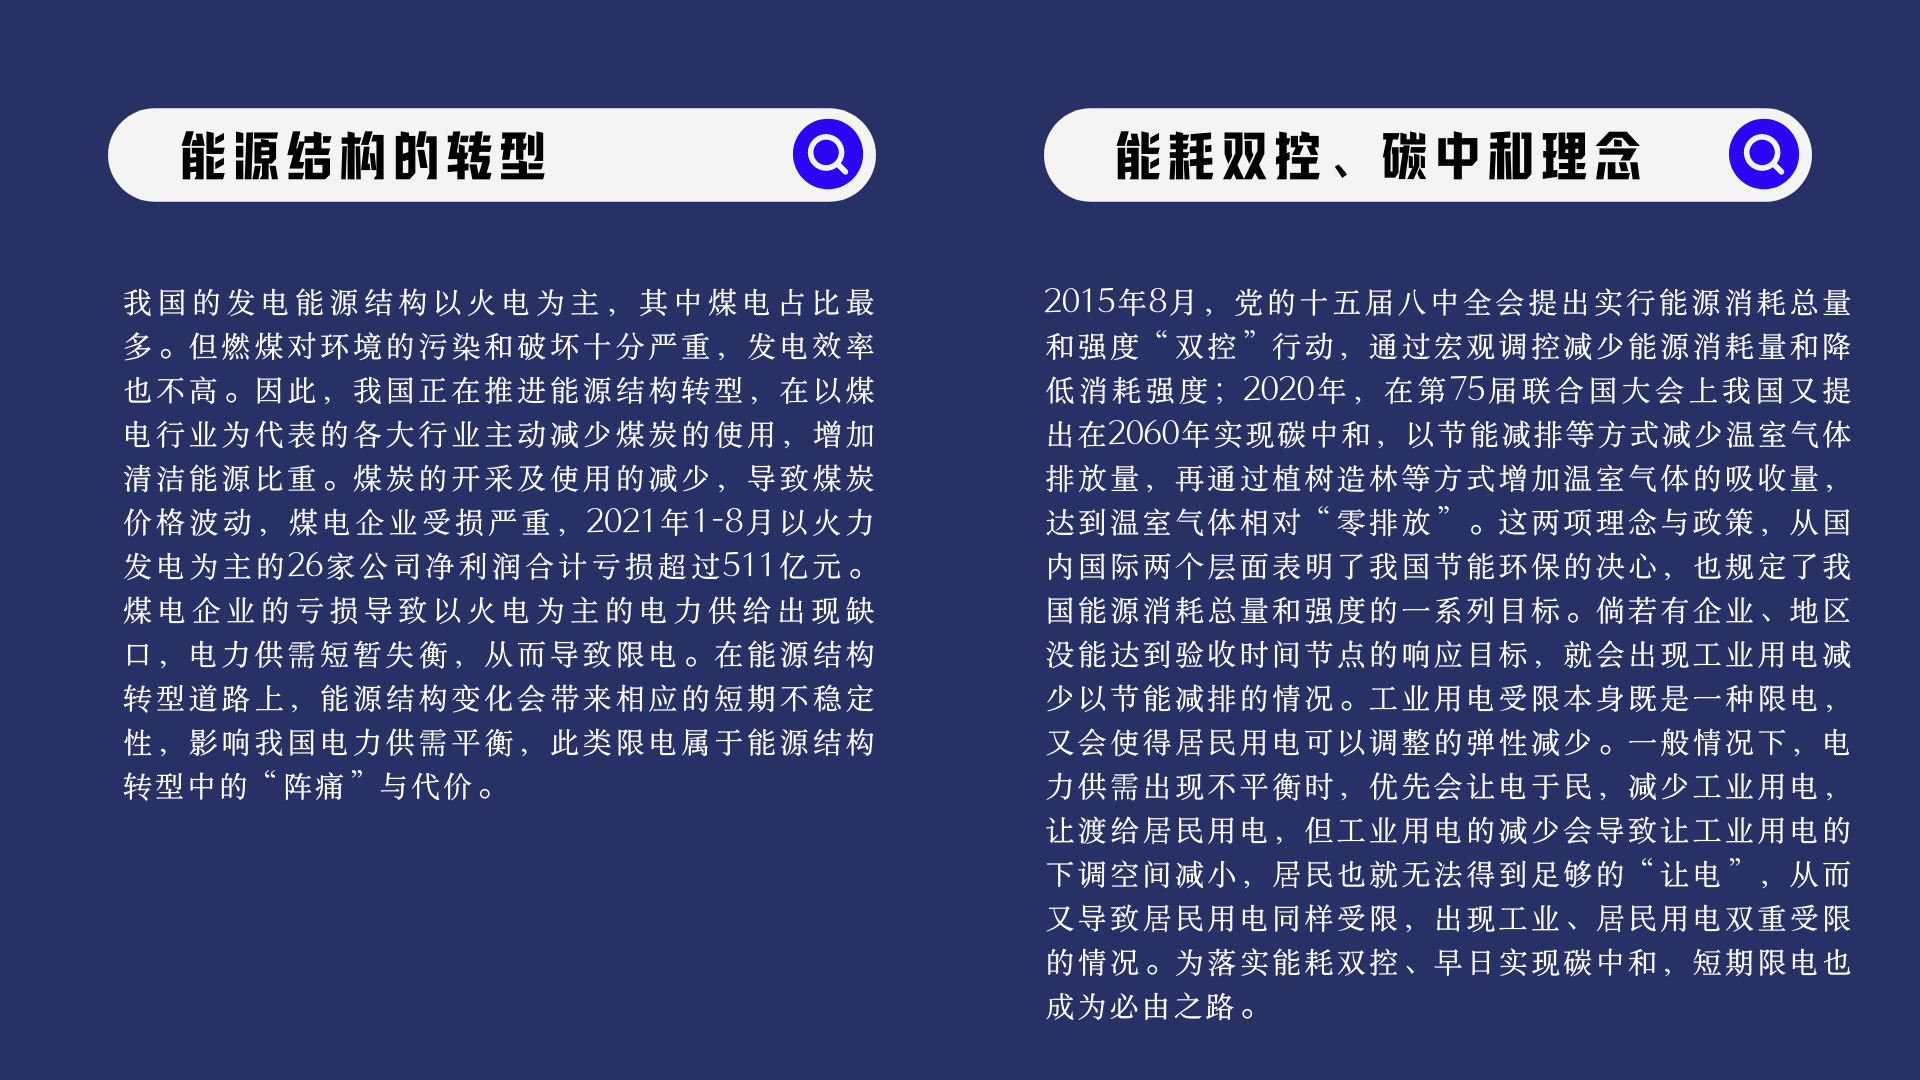 能源结构的转型
我国的发电能源结构以火电为主，其中煤电占比最
多。但燃煤对环境的污染和破坏十分严重，发电效率
也不高。因此，我国正在推进能源结构转型，在以煤
电行业为代表的各大行业主动减少煤炭的使用，增加
清洁能源比重。煤炭的开采及使用的减少，导致煤炭
价格波动，煤电企业受损严重，2021年1-8月以火力
发电为主的26家公司净利润合计亏损超过511亿元。
煤电企业的亏损导致以火电为主的电力供给出现缺
口，电力供需短暂失衡，从而导致限电。在能源结构
转型道路上，能源结构变化会带来相应的短期不稳定
性，影响我国电力供需平衡，此类限电属于能源结构
转型中的“阵痛”与代价。
能耗双控、碳中和理念
2015年8月，党的十五届八中全会提出实行能源消耗总量
和强度“双控”行动，通过宏观调控减少能源消耗量和降
低消耗强度；2020年，在第75届联合国大会上我国又提
出在2060年实现碳中和，以节能减排等方式减少温室气体
排放量，再通过植树造林等方式增加温室气体的吸收量，
达到温室气体相对“零排放”。这两项理念与政策，从国
内国际两个层面表明了我国节能环保的决心，也规定了我
国能源消耗总量和强度的一系列目标。倘若有企业、地区
没能达到验收时间节点的响应目标，就会出现工业用电减
少以节能减排的情况。工业用电受限本身既是一种限电，
又会使得居民用电可以调整的弹性减少。一般情况下，电
力供需出现不平衡时，优先会让电于民，减少工业用电，
让渡给居民用电，但工业用电的减少会导致让工业用电的
下调空间减小，居民也就无法得到足够的“让电”，从而
又导致居民用电同样受限，出现工业、居民用电双重受限
的情况。为落实能耗双控、早日实现碳中和，短期限电也
成为必由之路。